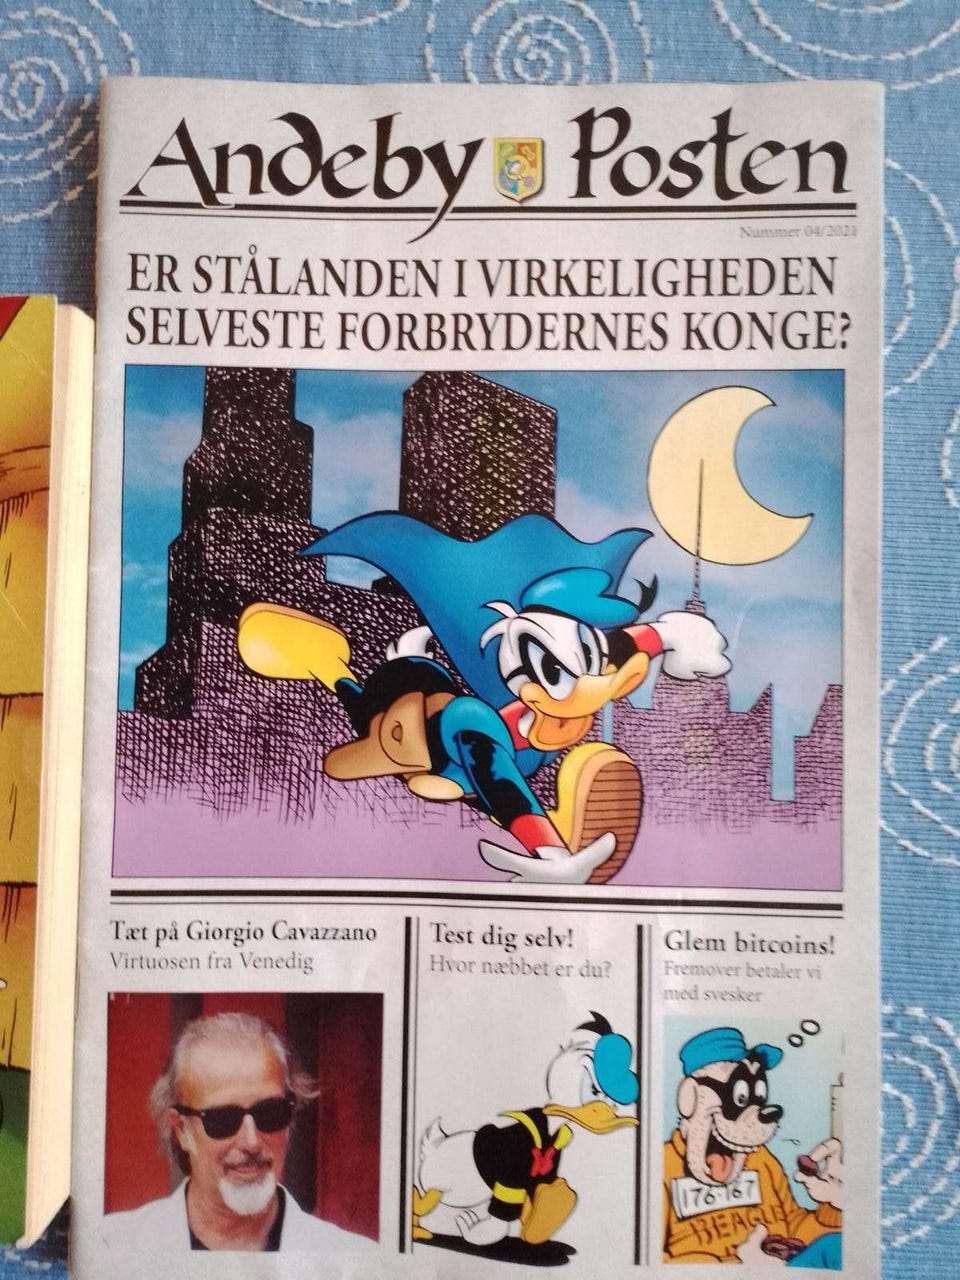 Andeby Posten
Nummer 04/2021
ER STÅLANDEN I VIRKELIGHEDEN
SELVESTE FORBRYDERNES KONGE?
Tæt på Giorgio Cavazzano
Virtuosen fra Venedig
Test dig selv!
Hvor næbbet er du?
Glem bitcoins!
Fremover betaler vi
med svesker
176-167
BEAGLE